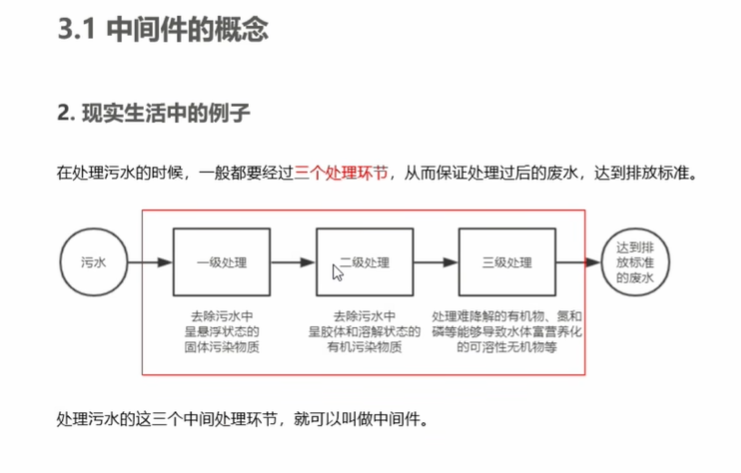 3.1 中间件的概念
2. 现实生活中的例子
在处理污水的时候，一般都要经过三个处理环节，从而保证处理过后的废水，达到排放标准。
污水
一级处理
二级处理
三级处理
达到排
放标准
的废水
去除污水中
呈悬浮状态的
固体污染物质
去除污水中
呈胶体和溶解状态的
有机污染物质
处理难降解的有机物、氮和
磷等能够导致水体富营养化
的可溶性无机物等
处理污水的这三个中间处理环节，就可以叫做中间件。